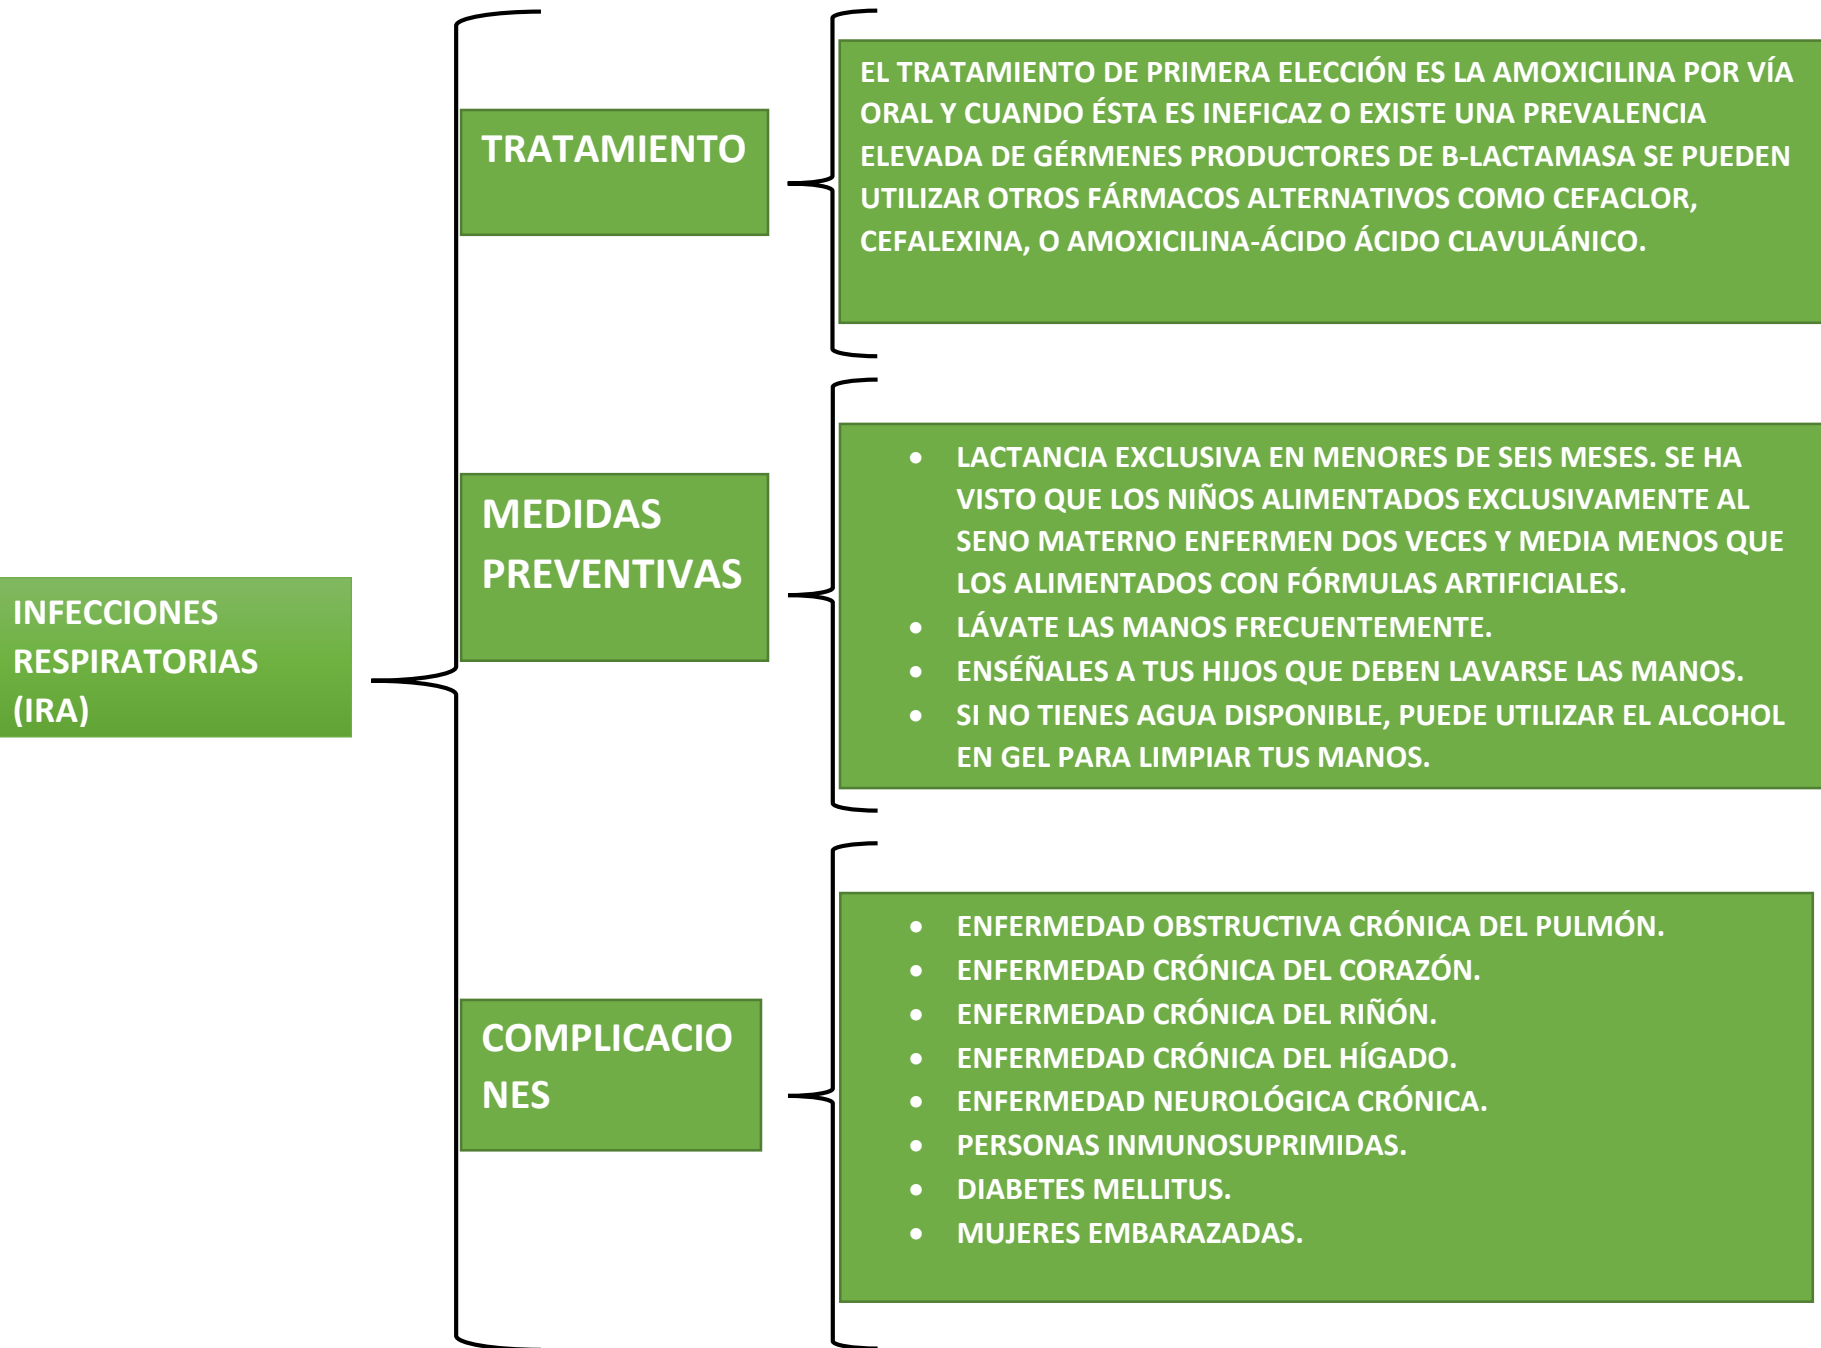 INFECCIONES
RESPIRATORIAS
(IRA)
TRATAMIENTO
EL TRATAMIENTO DE PRIMERA ELECCIÓN ES LA AMOXICILINA POR VÍA
ORAL Y CUANDO ÉSTA ES INEFICAZ O EXISTE UNA PREVALENCIA
ELEVADA DE GÉRMENES PRODUCTORES DE B-LACTAMASA SE PUEDEN
UTILIZAR OTROS FÁRMACOS ALTERNATIVOS COMO CEFACLOR,
CEFALEXINA, O AMOXICILINA-ÁCIDO ÁCIDO CLAVULÁNICO.
MEDIDAS
PREVENTIVAS
• LACTANCIA EXCLUSIVA EN MENORES DE SEIS MESES. SE HA
VISTO QUE LOS NIÑOS ALIMENTADOS EXCLUSIVAMENTE AL
SENO MATERNO ENFERMEN DOS VECES Y MEDIA MENOS QUE
LOS ALIMENTADOS CON FÓRMULAS ARTIFICIALES.
• LÁVATE LAS MANOS FRECUENTEMENTE.
• ENSÉÑALES A TUS HIJOS QUE DEBEN LAVARSE LAS MANOS.
• SI NO TIENES AGUA DISPONIBLE, PUEDE UTILIZAR EL ALCOHOL
EN GEL PARA LIMPIAR TUS MANOS.
COMPLICACIO
NES
• ENFERMEDAD OBSTRUCTIVA CRÓNICA DEL PULMÓN.
• ENFERMEDAD CRÓNICA DEL CORAZÓN.
• ENFERMEDAD CRÓNICA DEL RIÑÓN.
• ENFERMEDAD CRÓNICA DEL HÍGADO.
• ENFERMEDAD NEUROLÓGICA CRÓNICA.
• PERSONAS INMUNOSUPRIMIDAS.
• DIABETES MELLITUS.
• MUJERES EMBARAZADAS.